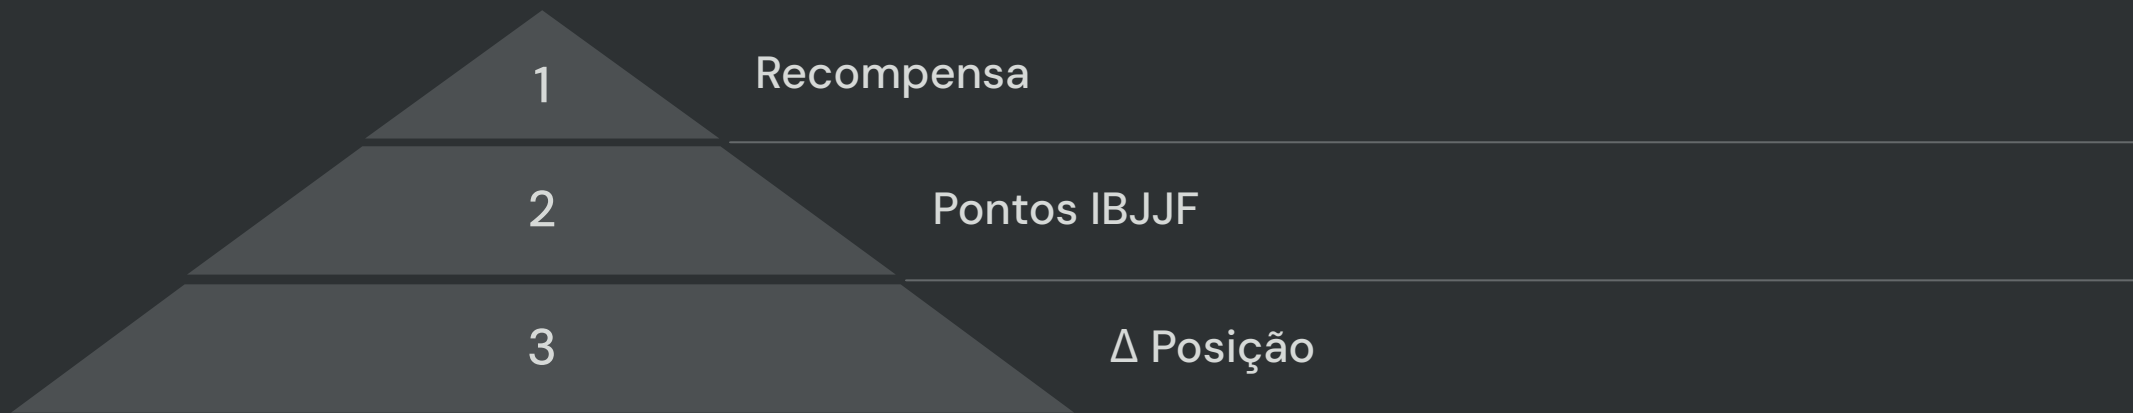 1
Recompensa
2
Pontos IBJJF
3
Δ Posição